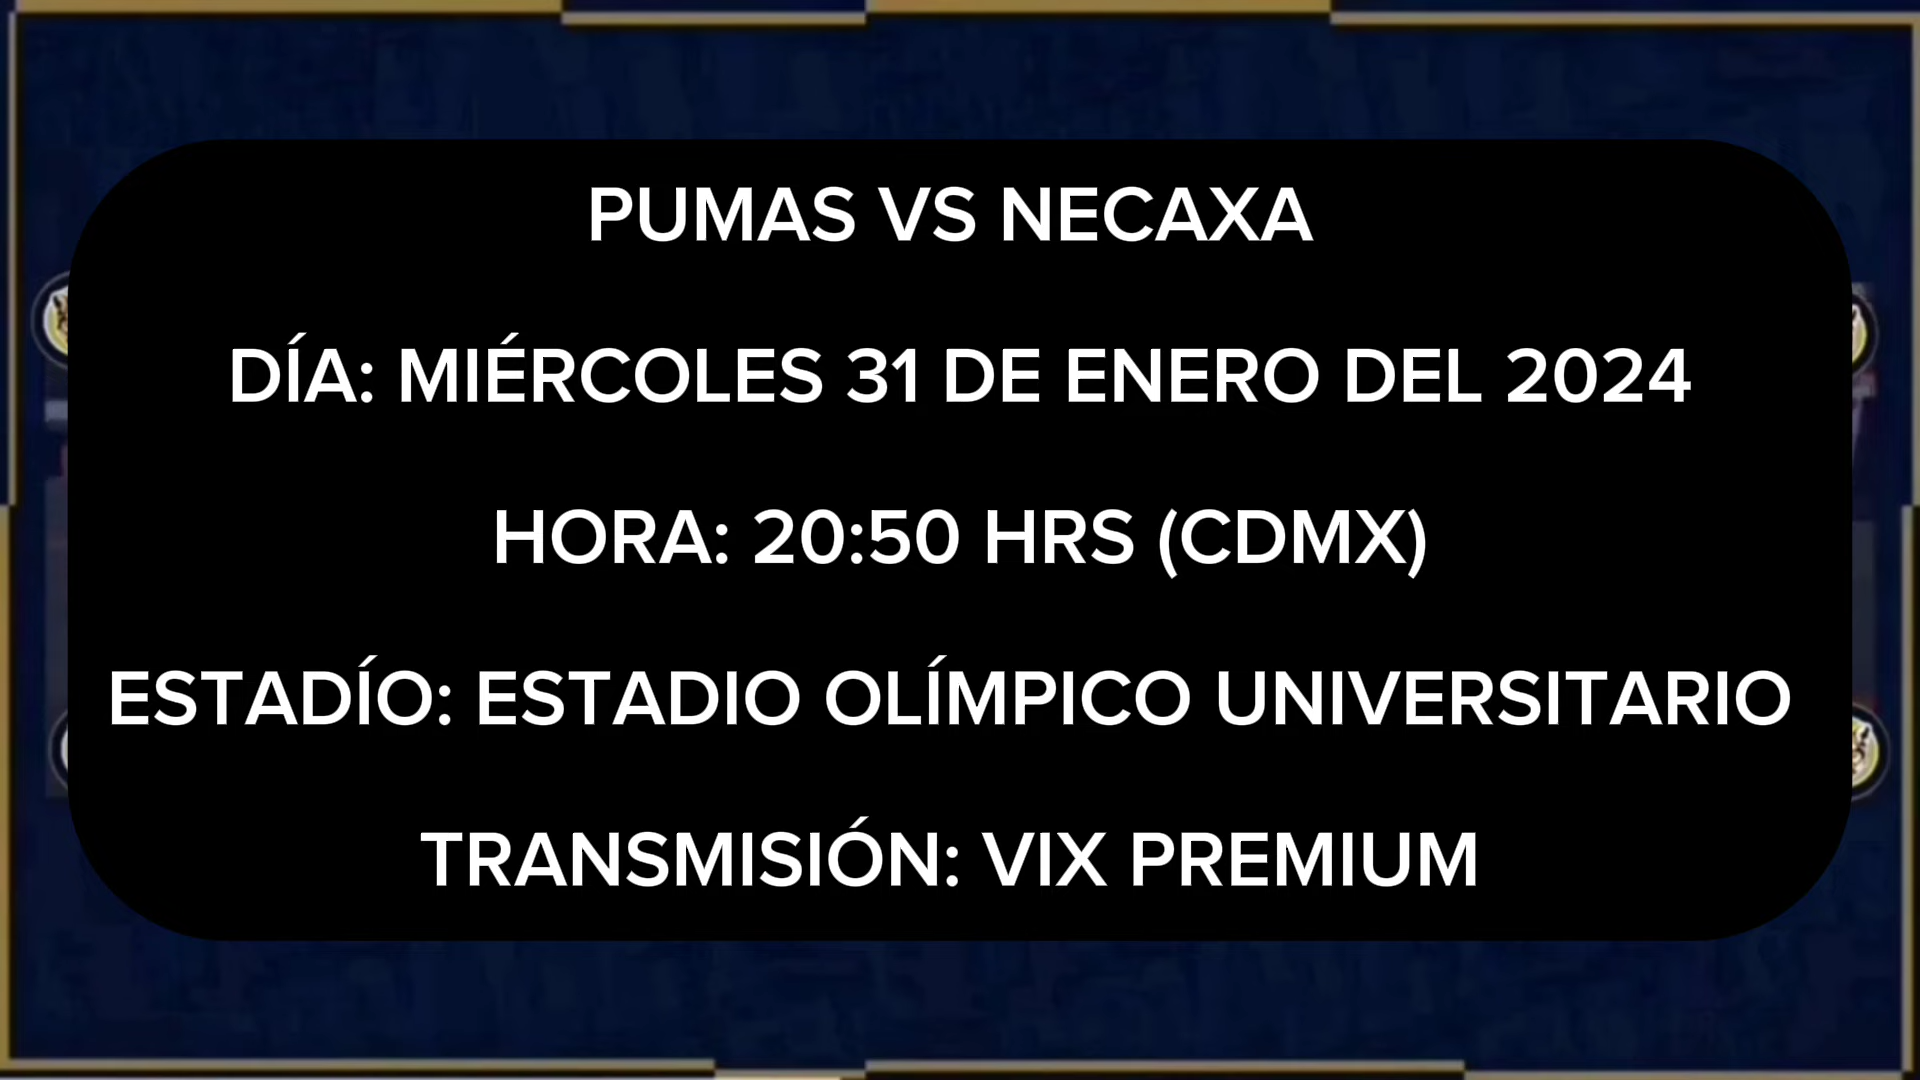 PUMAS VS NECAXA
DÍA: MIÉRCOLES 31 DE ENERO DEL 2024
HORA: 20:50 HRS (CDMX)
ESTADÍO: ESTADIO OLÍMPICO UNIVERSITARIO
TRANSMISIÓN: VIX PREMIUM